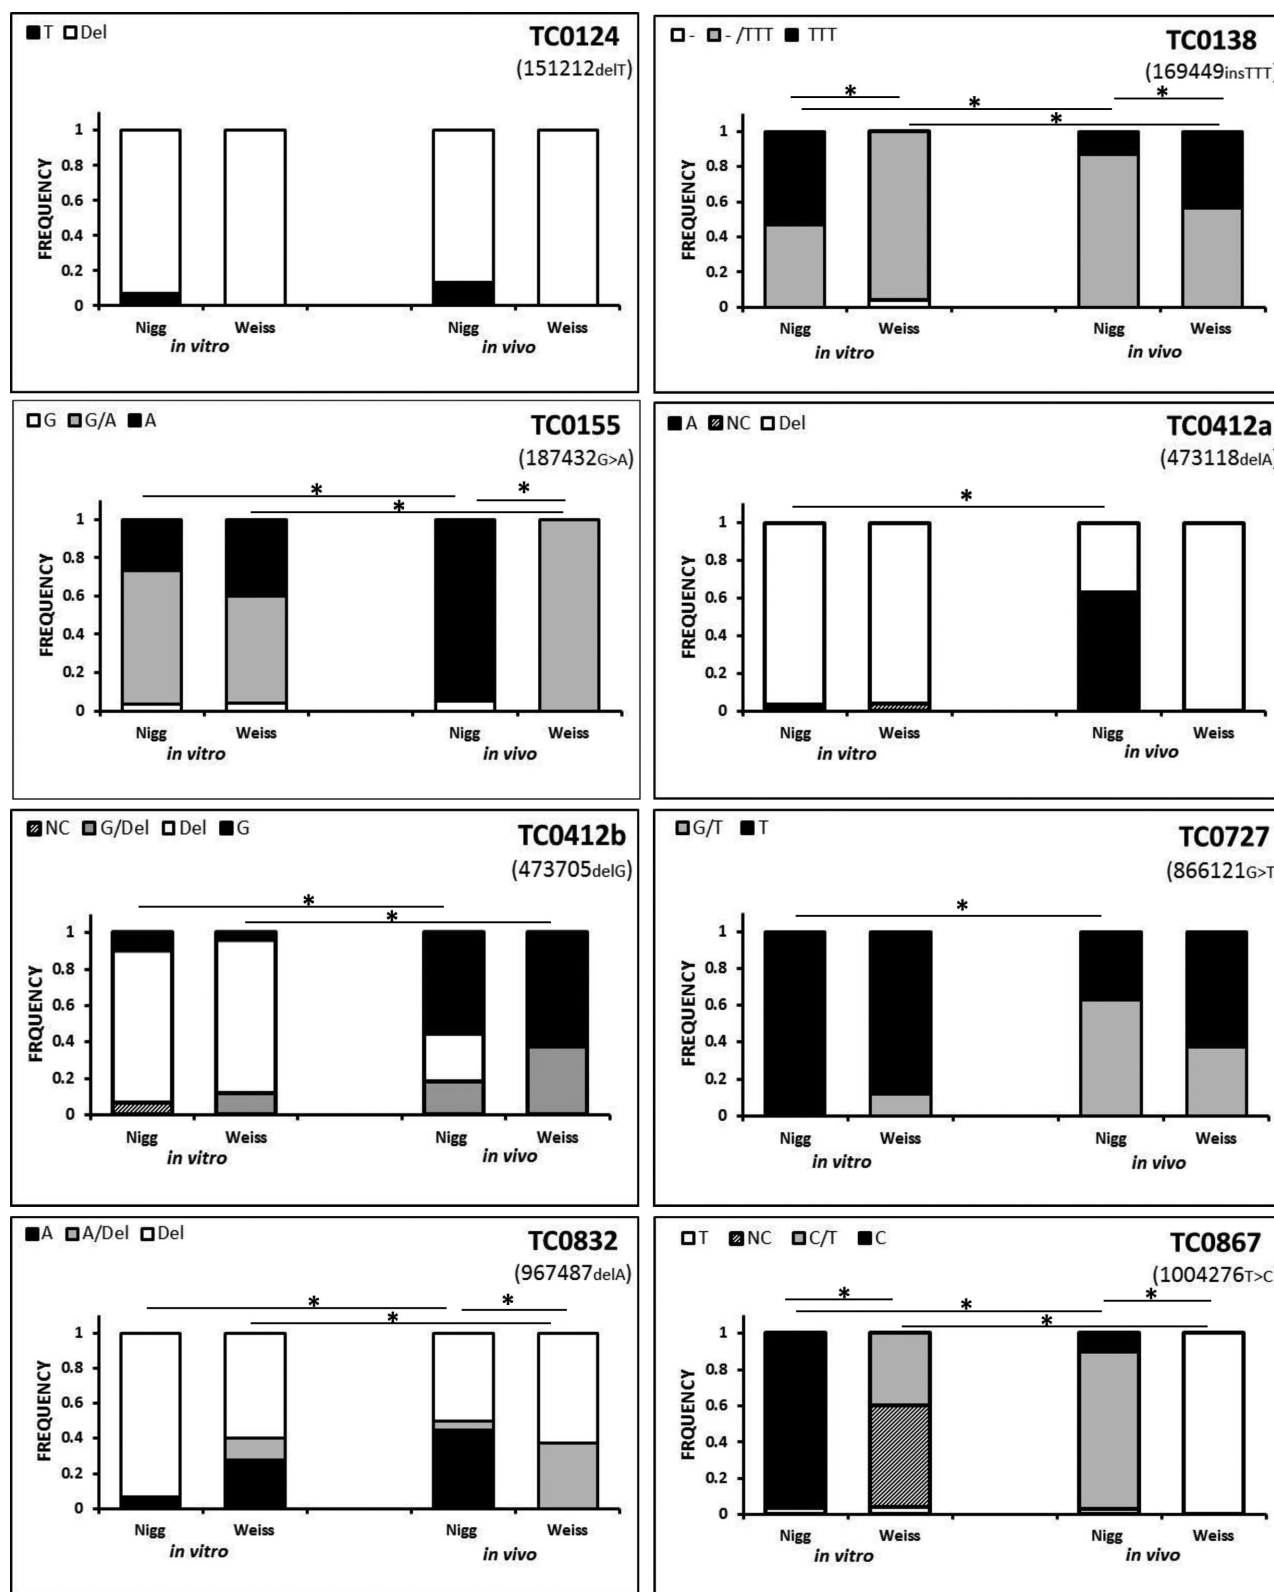 T Del
TC0124
(151212delT)
FREQUENCY
1
0.8
0.6
0.4
0.2
0
Nigg Weiss Nigg Weiss
in vitro in vivo
- - /TTT TTT
TC0138
(169449insTTT)
* * *
*
FREQUENCY
1
0.8
0.6
0.4
0.2
0
Nigg Weiss Nigg Weiss
in vitro in vivo
G G/A A
TC0155
(187432G>A)
* *
*
FREQUENCY
1
0.8
0.6
0.4
0.2
0
Nigg Weiss Nigg Weiss
in vitro in vivo
A NC Del
TC0412a
(473118delA)
*
FREQUENCY
1
0.8
0.6
0.4
0.2
0
Nigg Weiss Nigg Weiss
in vitro in vivo
NC G/Del Del G
TC0412b
(473705delG)
*
*
FRQUENCY
1
0.8
0.6
0.4
0.2
0
Nigg Weiss Nigg Weiss
in vitro in vivo
G/T T
TC0727
(866121G>T
*
FREQUENCY
1
0.8
0.6
0.4
0.2
0
Nigg Weiss Nigg Weiss
in vitro in vivo
A A/Del Del
TC0832
(967487delA)
* *
*
FREQUENCY
1
0.8
0.6
0.4
0.2
0
Nigg Weiss Nigg Weiss
in vitro in vivo
T NC C/T C
TC0867
(1004276T>C
* * *
*
FRQUENCY
1
0.8
0.6
0.4
0.2
0
Nigg Weiss Nigg Weiss
in vitro in vivo